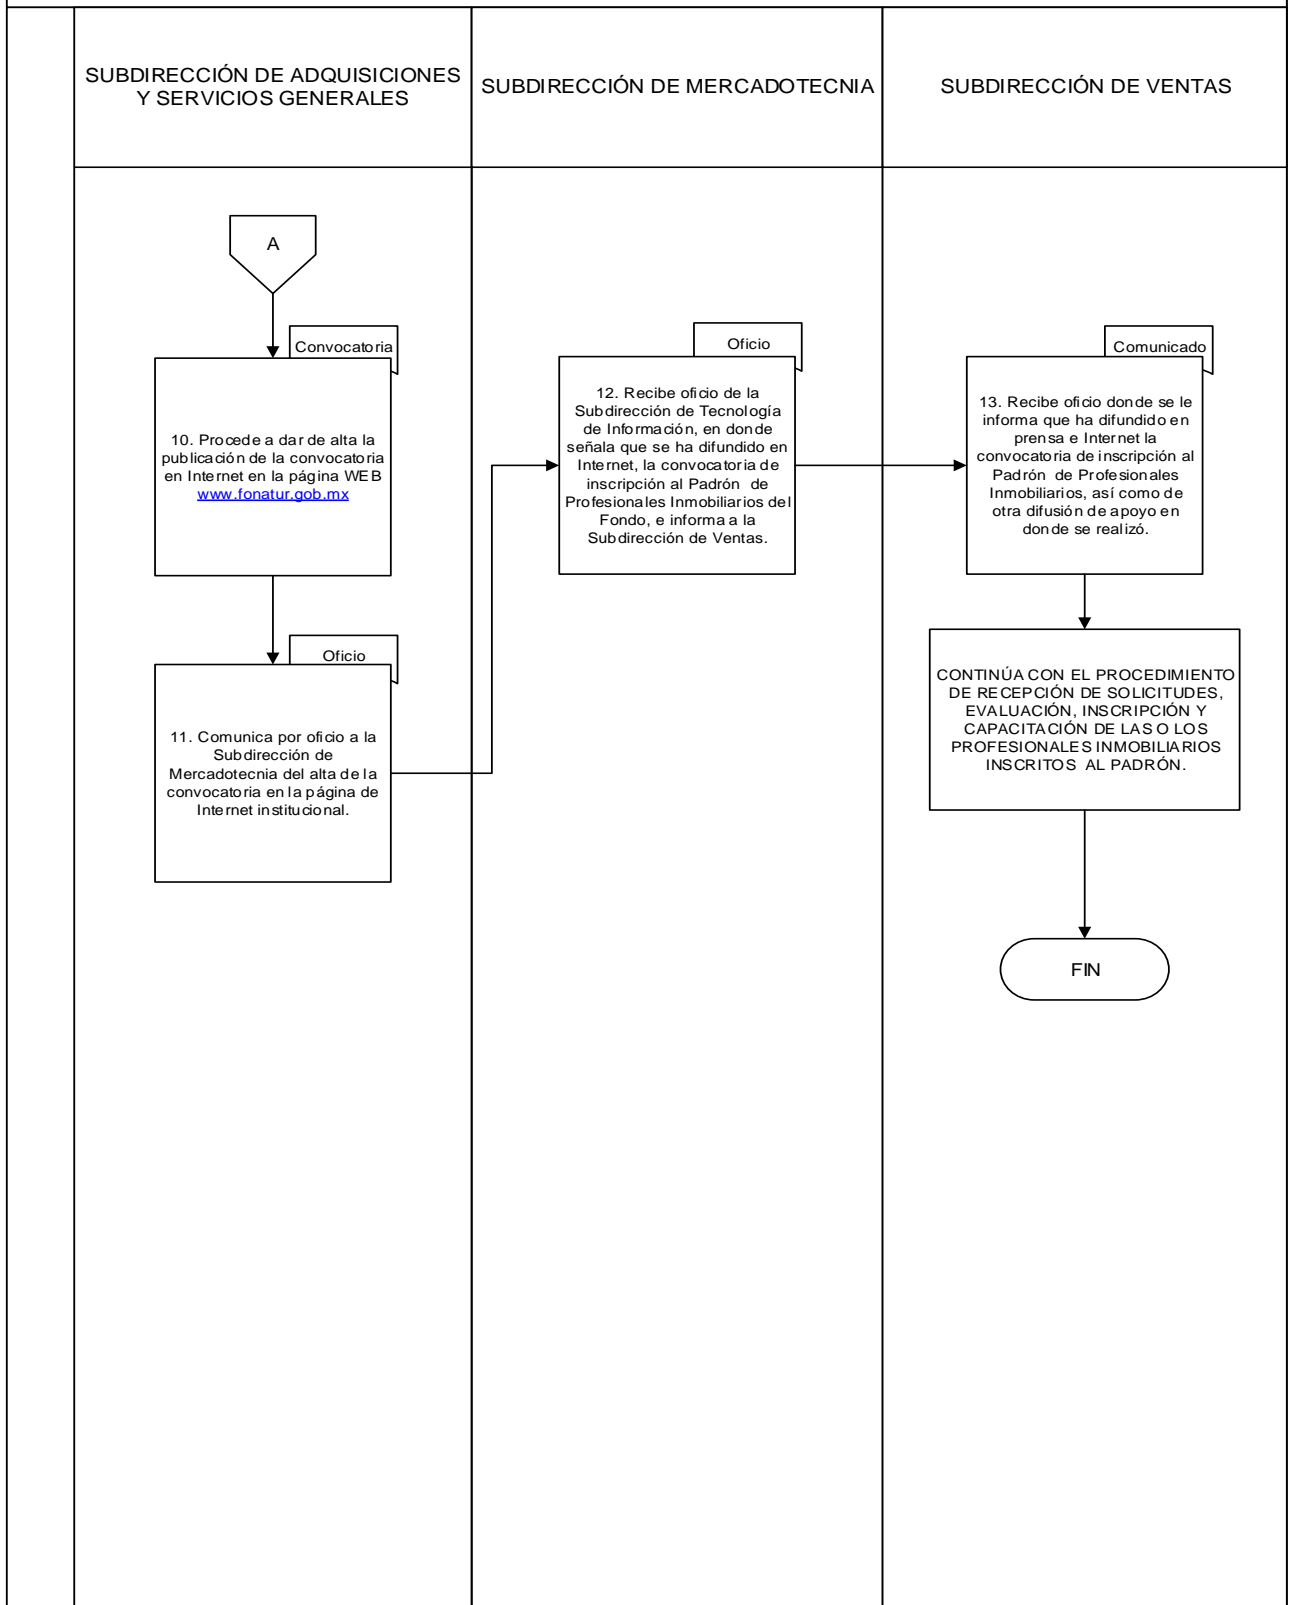 SUBDIRECCIÓN DE ADQUISICIONES
Y SERVICIOS GENERALES
SUBDIRECCIÓN DE MERCADOTECNIA
SUBDIRECCIÓN DE VENTAS
A
Convocatoria
10. Procede a dar de alta la
publicación de la convocatoria
en Internet en la página WEB
www.fonatur.gob.mx
Oficio
11. Comunica por oficio a la
Subdirección de
Mercadotecnia del alta de la
convocatoria en la página de
Internet institucional.
Oficio
12. Recibe oficio de la
Subdirección de Tecnología
de Información, en donde
señala que se ha difundido en
Internet, la convocatoria de
inscripción al Padrón de
Profesionales Inmobiliarios del
Fondo, e informa a la
Subdirección de Ventas.
Comunicado
13. Recibe oficio donde se le
informa que ha difundido en
prensa e Internet la
convocatoria de inscripción al
Padrón de Profesionales
Inmobiliarios, así como de
otra difusión de apoyo en
donde se realizó.
CONTINÚA CON EL PROCEDIMIENTO
DE RECEPCIÓN DE SOLICITUDES,
EVALUACIÓN, INSCRIPCIÓN Y
CAPACITACIÓN DE LAS O LOS
PROFESIONALES INMOBILIARIOS
INSCRITOS AL PADRÓN.
FIN